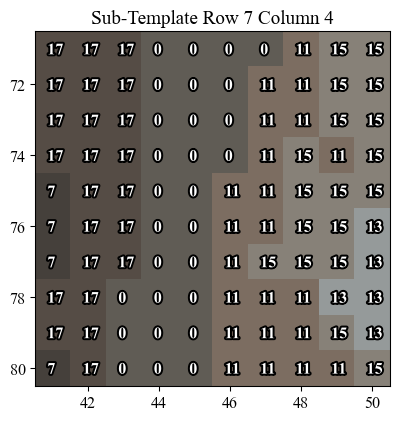 Sub-Template Row 7 Column 4
17 17 17 0 0 0 0 11 15 15
72 17 17 17 0 0 0 11 11 15 15
17 17 17 0 0 0 11 11 15 15
74 17 17 17 0 0 0 11 15 11 15
7 17 17 0 0 11 11 15 15 15
76 7 17 17 0 0 11 11 15 15 13
7 17 17 0 0 11 15 15 15 13
78 17 17 0 0 0 11 11 11 13 13
17 17 0 0 0 11 11 11 15 13
80 7 17 0 0 0 11 11 11 11 15
42 44 46 48 50